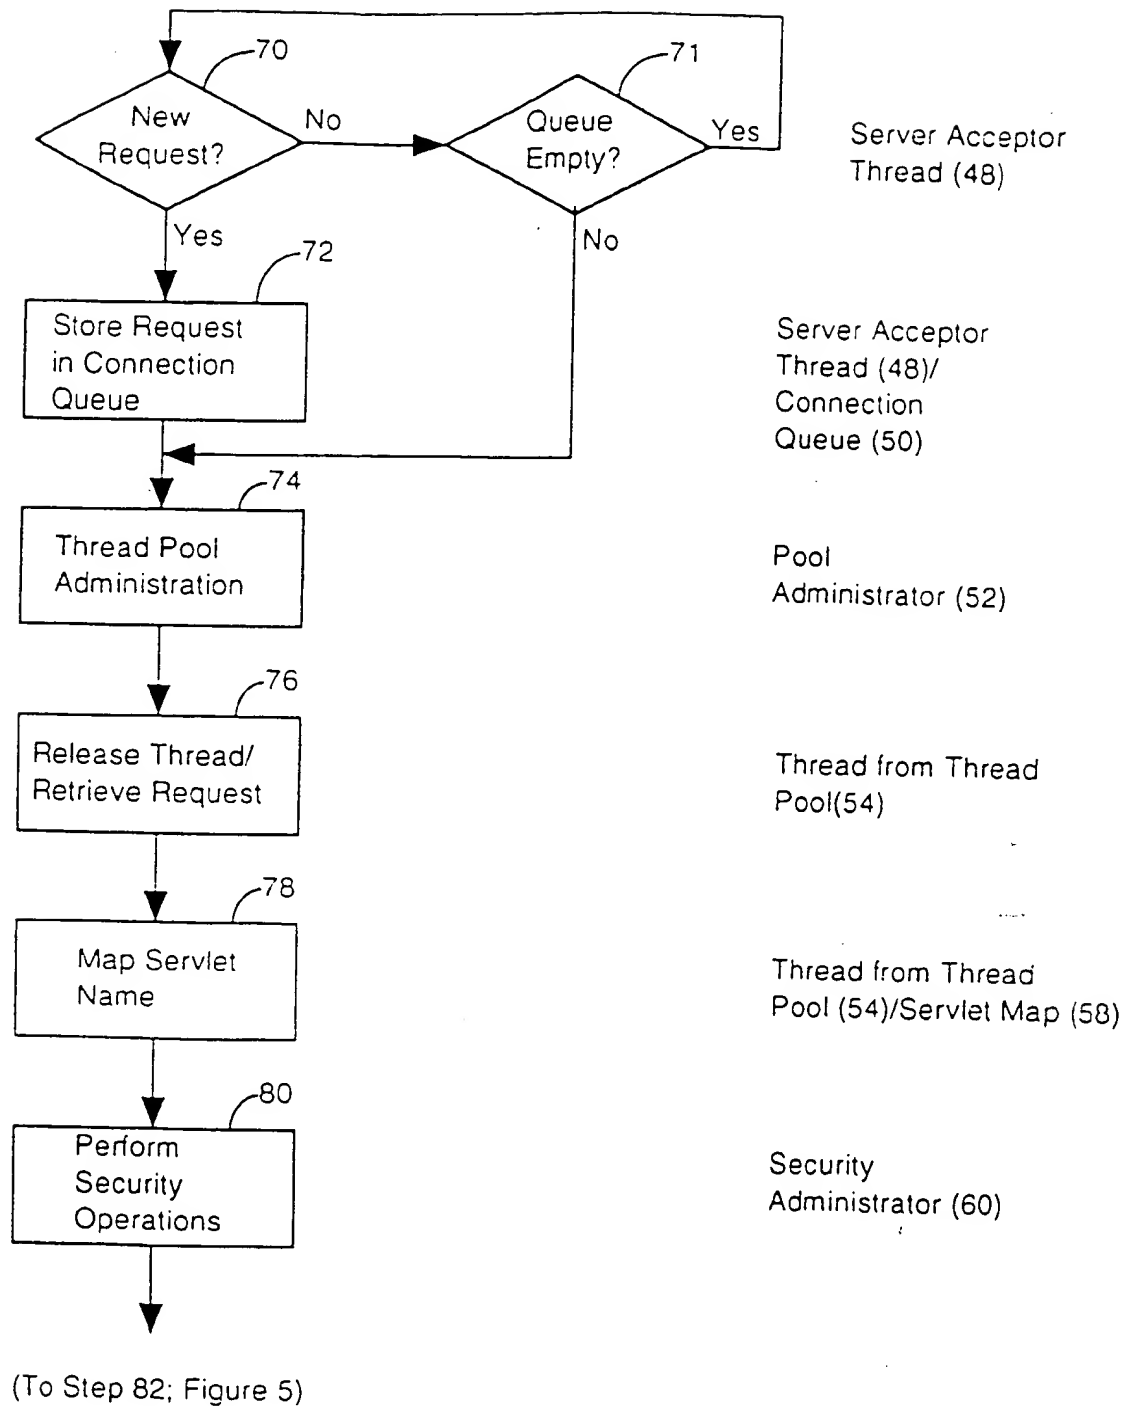 70
71
New
Request?
No
Queue
Empty?
Yes
Server Acceptor
Thread (48)
Yes
No
72
Store Request
in Connection
Queue
Server Acceptor
Thread (48)/
Connection
Queue (50)
74
Thread Pool
Administration
Pool
Administrator (52)
76
Release Thread/
Retrieve Request
Thread from Thread
Pool(54)
78
Map Servlet
Name
Thread from Thread
Pool (54)/Servlet Map (58)
80
Perform
Security
Operations
Security
Administrator (60)
(To Step 82; Figure 5)